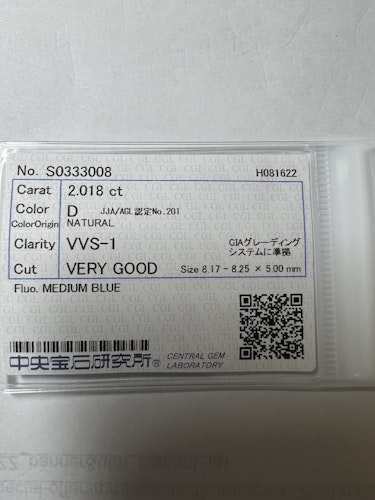 No. S0333008 H081622
Carat 2.018 ct
Color D JJA/AGL認定No.201
ColorOrigin NATURAL
Clarity VVS-1 GIAグレーディング
システムに準拠
Cut VERY GOOD Size 8.17 - 8.25 × 5.00 mm
Fluo. MEDIUM BLUE
中央宝石研究所® CENTRAL GEM
LABORATORY